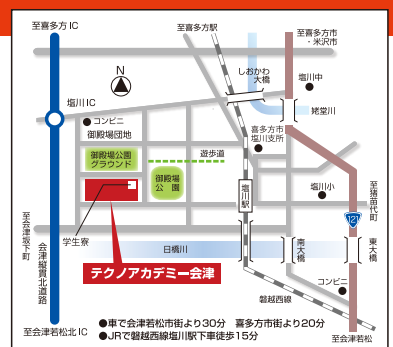 至喜多方IC
至喜多方駅
至喜多方市
・米沢市
N
しおかわ
大橋
塩川中
塩川IC
コンビニ
姥堂川
御殿場団地
喜多方市
塩川支所
御殿場公園
グラウンド
遊歩道
御殿場
公園
塩川駅
塩川小
至猪苗代町
121
至会津坂下町
学生寮
会津縦貫北道路
日橋川
南大橋
東大橋
テクノアカデミー会津
コンビニ
磐越西線
至会津若松北IC
●車で会津若松市街より30分 喜多方市街より20分
●JRで磐越西線塩川駅下車徒歩15分
至会津若松